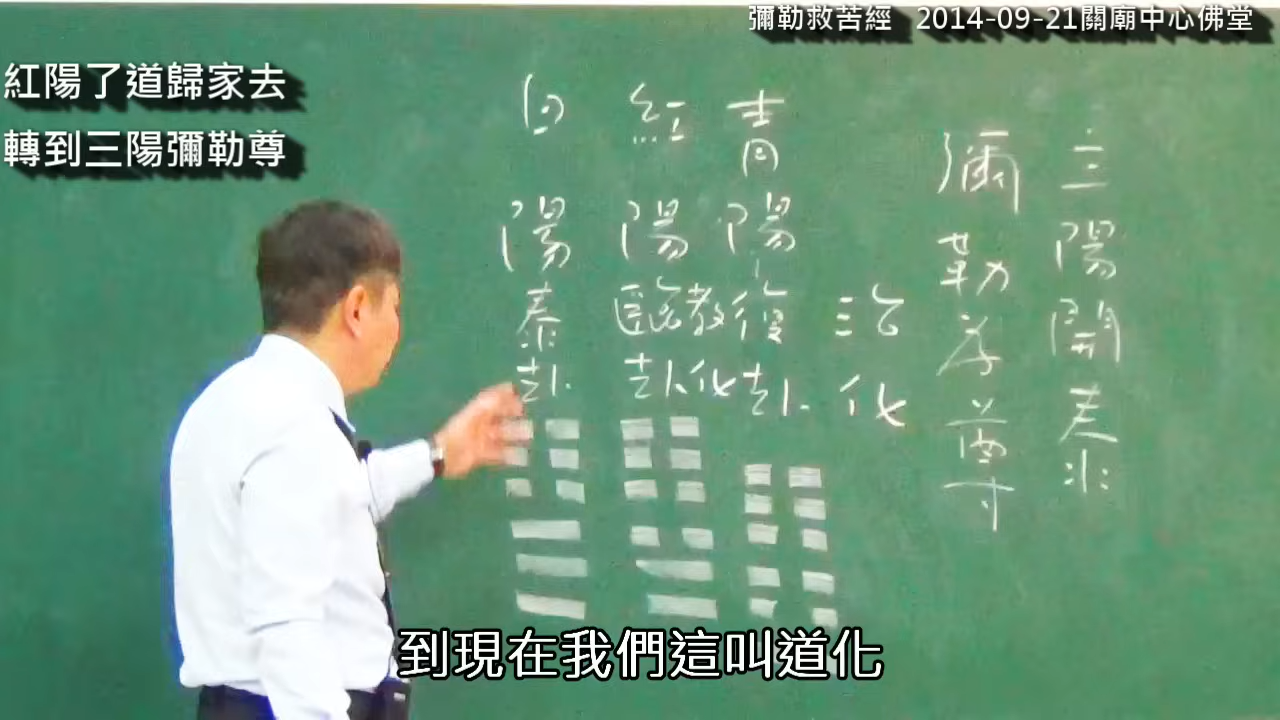 彌勒救苦經 2014-09-21關廟中心佛堂
紅陽了道歸家去
轉到三陽彌勒尊
三陽開泰
彌勒古尊
治化
青陽復卦
教化
紅陽臨卦
白陽泰卦
到現在我們這叫道化